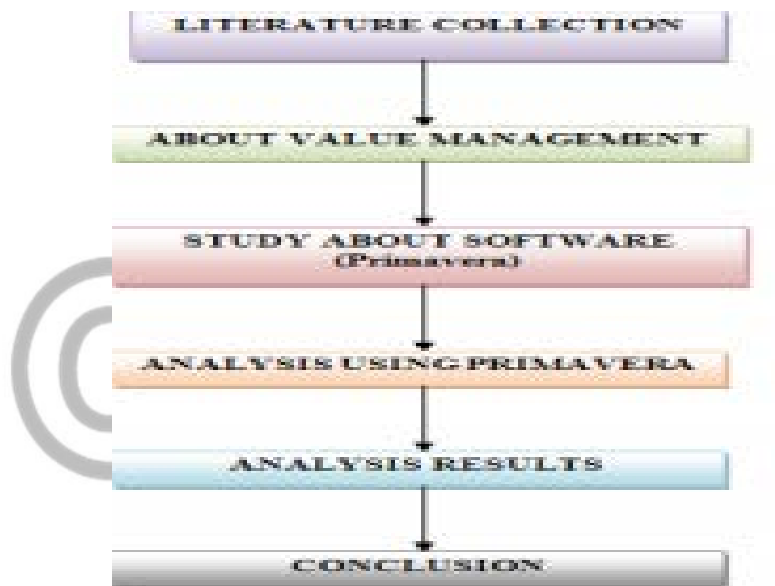 LITERATURE COLLECTION
ABOUT VALUE MANAGEMENT
STUDY ABOUT SOFTWARE
(Primavera)
ANALYSIS USING PRIMAVERA
ANALYSIS RESULTS
CONCLUSION